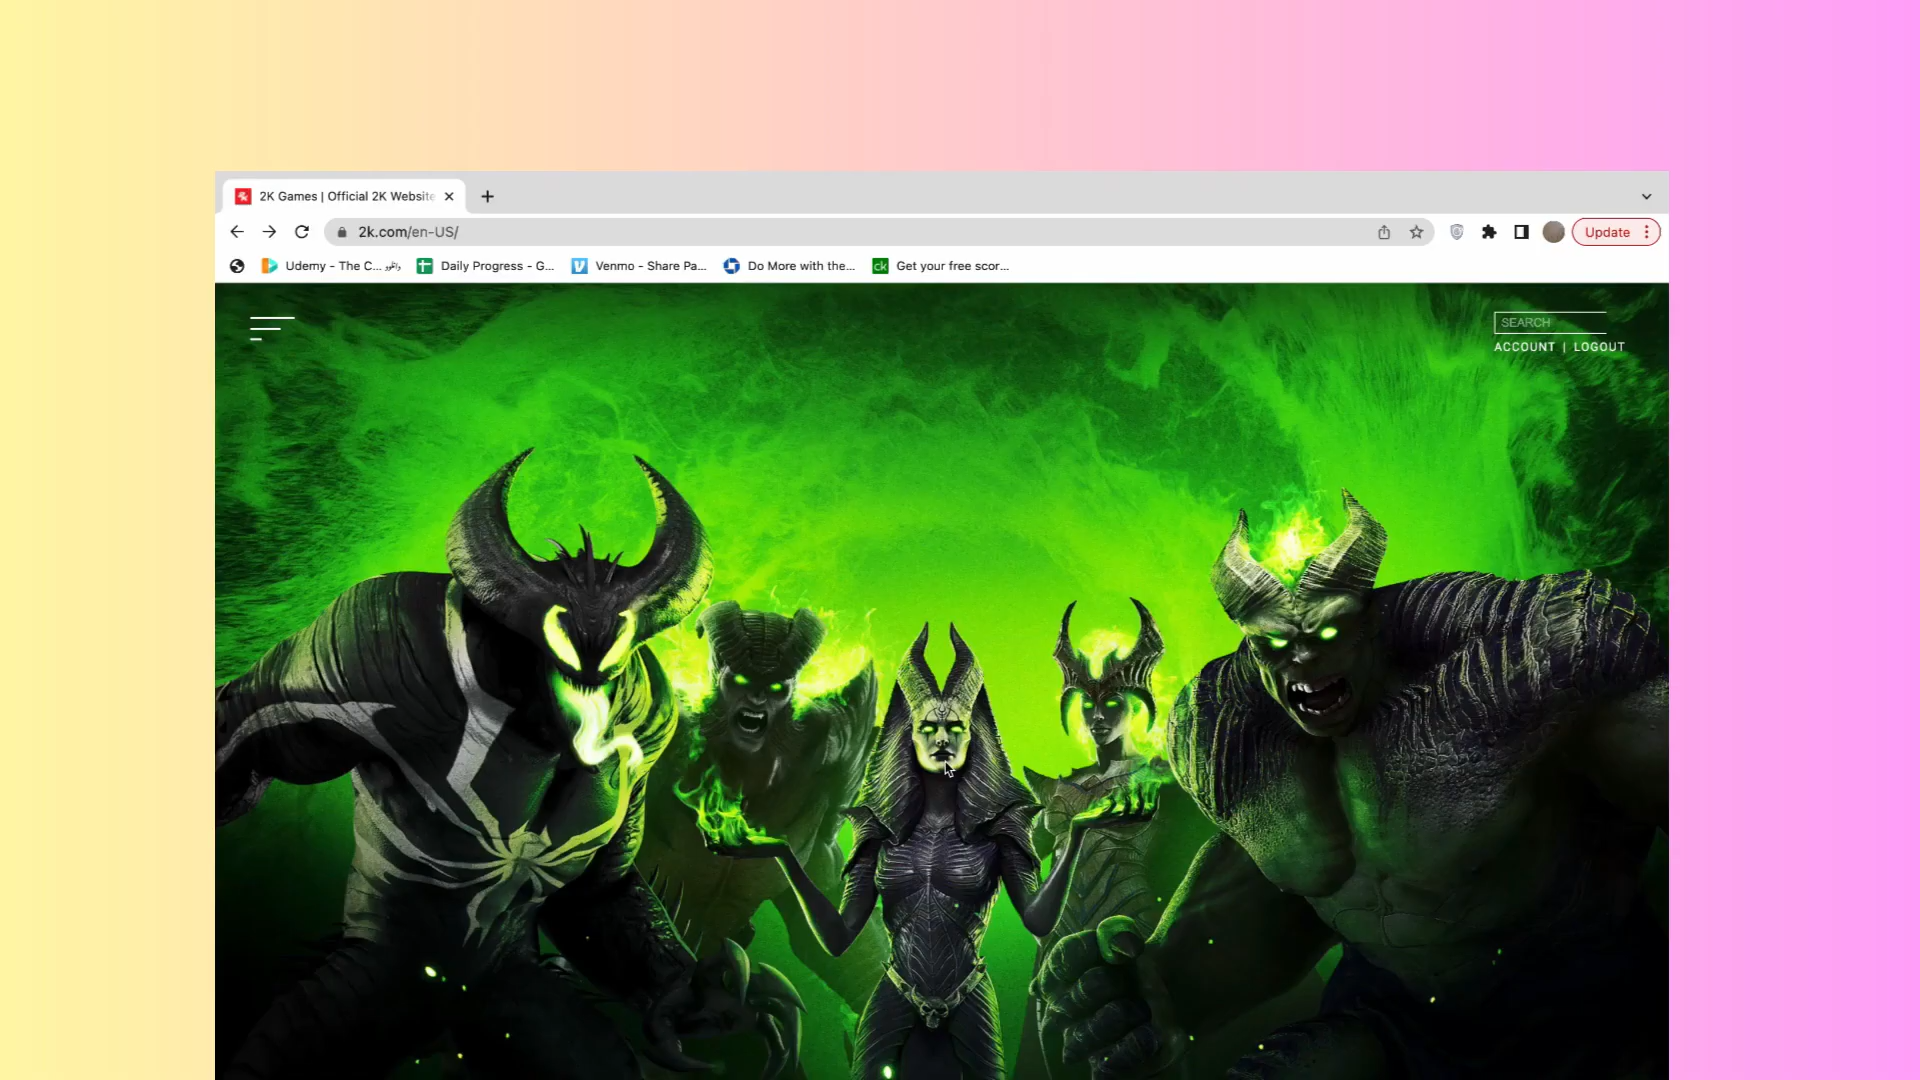 2K Games | Official 2K Website
2k.com/en-US/
Update
Udemy - The C...
Daily Progress - G...
Venmo - Share Pa...
Do More with the...
ck
Get your free scor...
SEARCH
ACCOUNT | LOGOUT